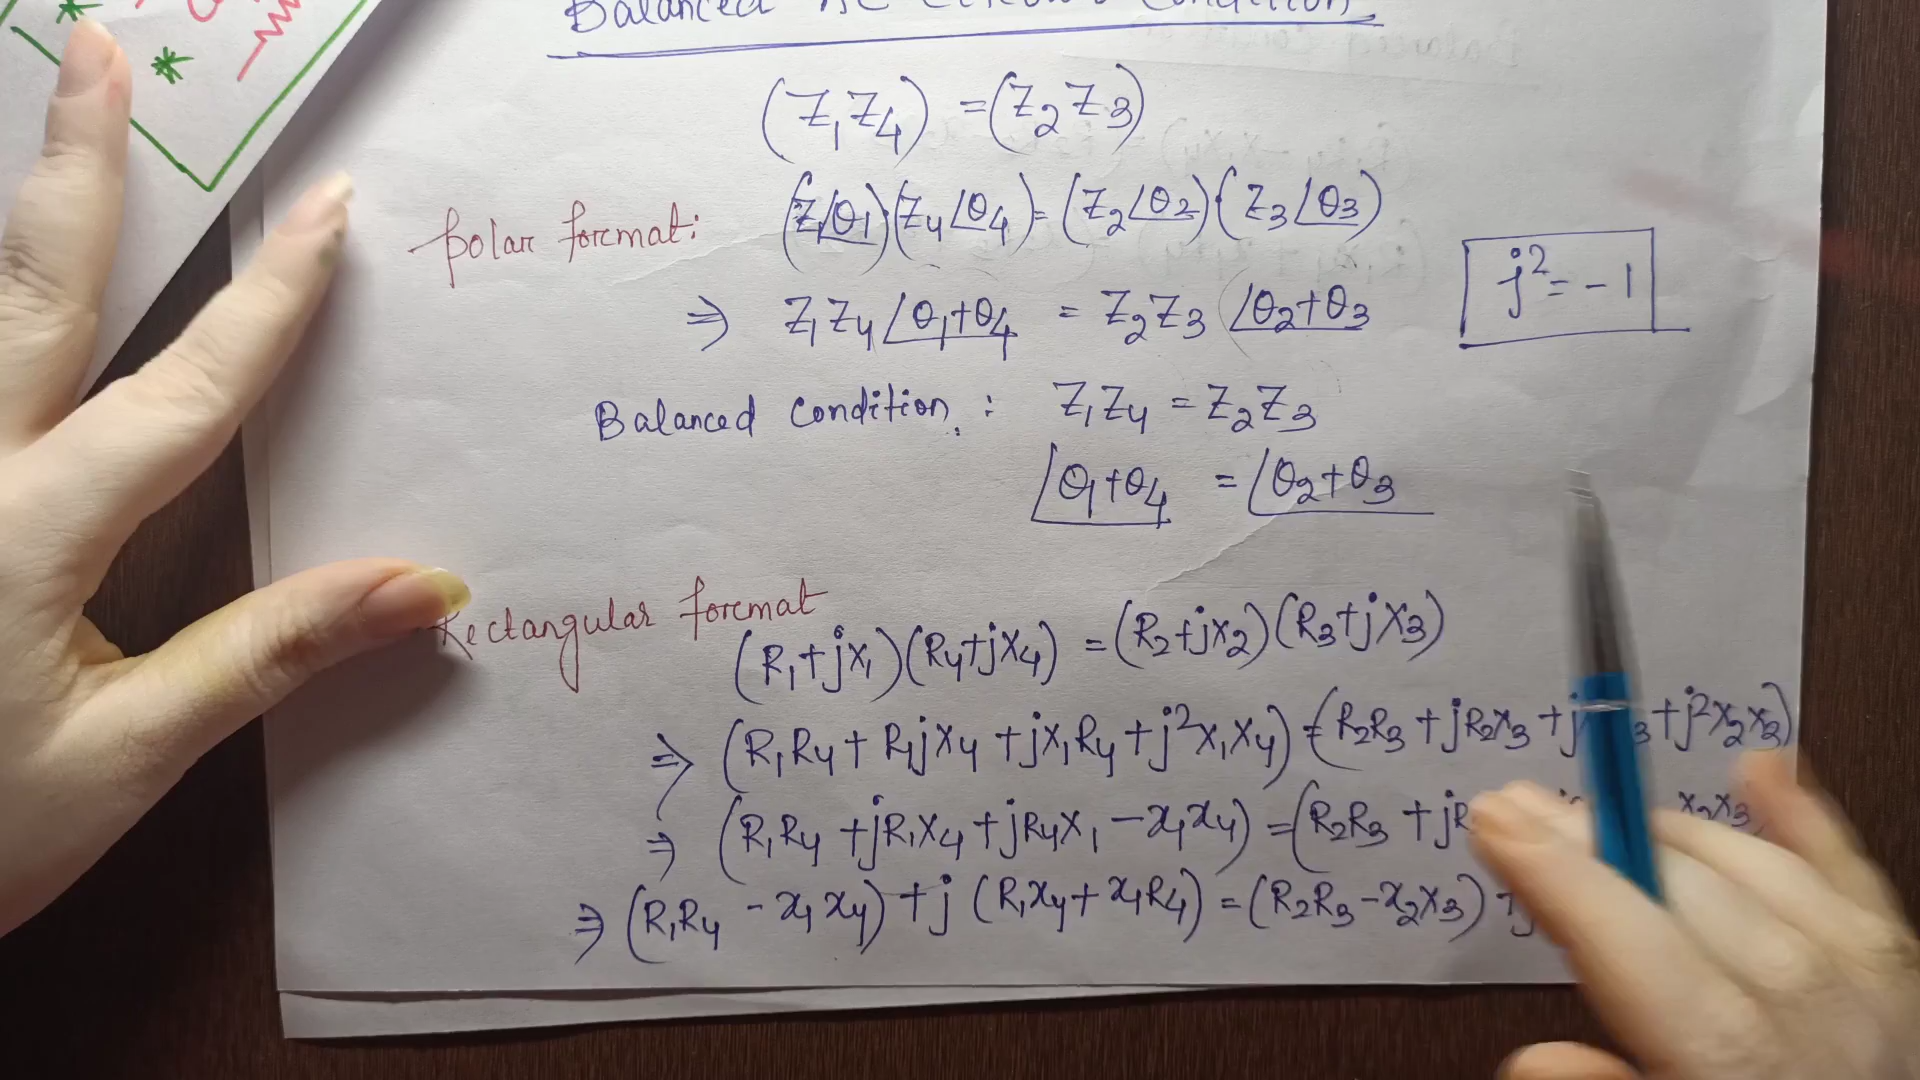 Balanced AC Circuit Condition
(Z₁Z₄) = (Z₂Z₃)
Polar format: (Z₁∠θ1)(Z₄∠θ4) = (Z₂∠θ2)(Z₃∠θ3)
⇒ Z₁Z₄∠θ₁+θ4 = Z₂Z₃∠θ2+θ3
j² = -1
Balanced Condition: Z₁Z₄ = Z₂Z₃
∠θ₁+θ4 = ∠θ2+θ3
Rectangular format
(R₁+jX₁)(R₄+jX₄) = (R₂+jX₂)(R₃+jX₃)
⇒ (R₁R₄ + R₁jX₄ + jX₁R₄ + j²X₁X₄) = (R₂R₃ + jR₂X₃ + j ₃ + j²X₂X₃)
⇒ (R₁R₄ + jR₁X₄ + jR₄X₁ - x₁x₄) = (R₂R₃ + jR x₂x₃
⇒ (R₁R₄ - x₁x₄) + j (R₁x₄ + x₁R₄) = (R₂R₃ - x₂x₃) + j